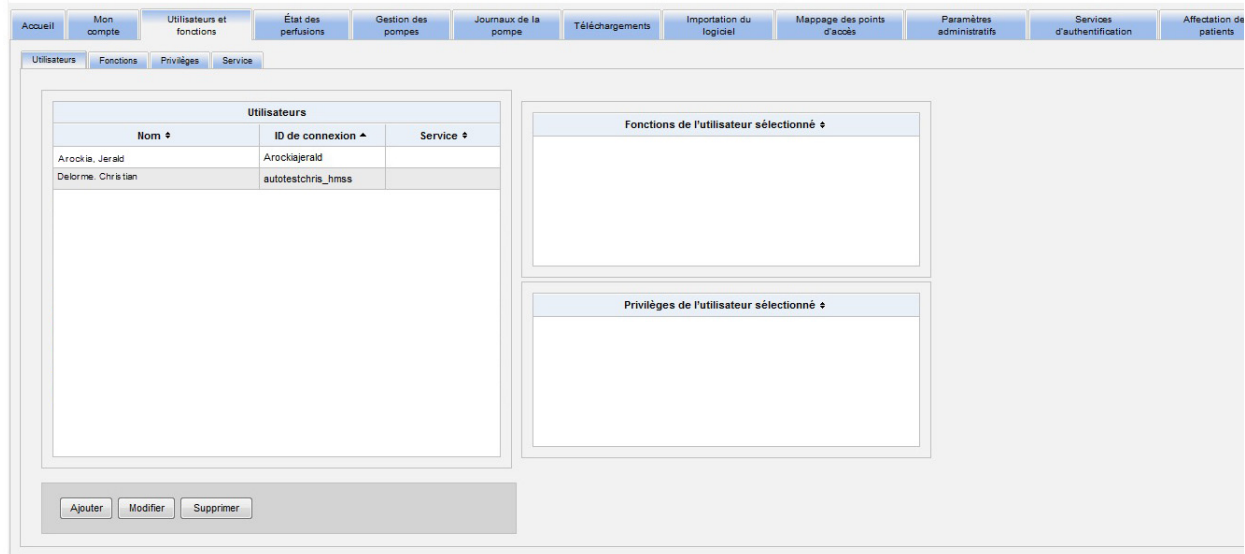 Accueil
Mon compte
Utilisateurs et fonctions
État des perfusions
Gestion des pompes
Journaux de la pompe
Téléchargements
Importation du logiciel
Mappage des points d'accès
Paramètres administratifs
Services d'authentification
Affectation de patients
Utilisateurs Fonctions Privilèges Service
Utilisateurs
Nom ID de connexion Service
Arockia, Jerald Arockiajerald
Delorme. Christian autotestchris_hmss
Fonctions de l'utilisateur sélectionné
Privilèges de l'utilisateur sélectionné
Ajouter Modifier Supprimer